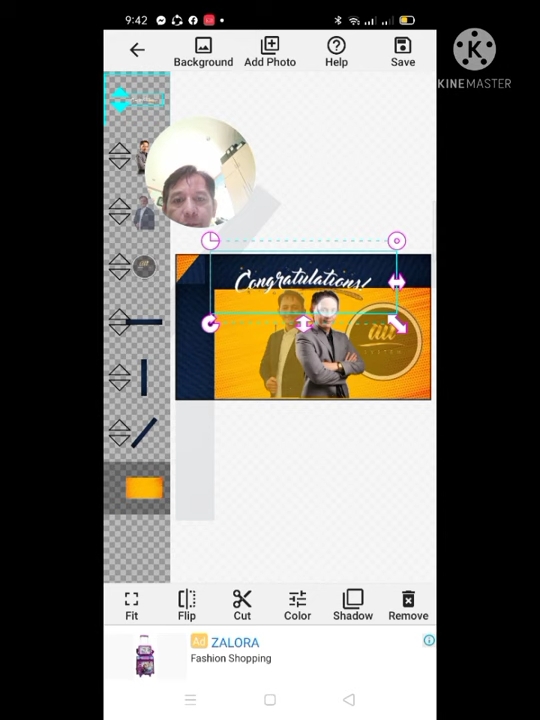 9:42
KINEMASTER
Background
Add Photo
Help
Save
Congratulations!
SYSTEM
Fit
Flip
Cut
Color
Shadow
Remove
Ad ZALORA
Fashion Shopping